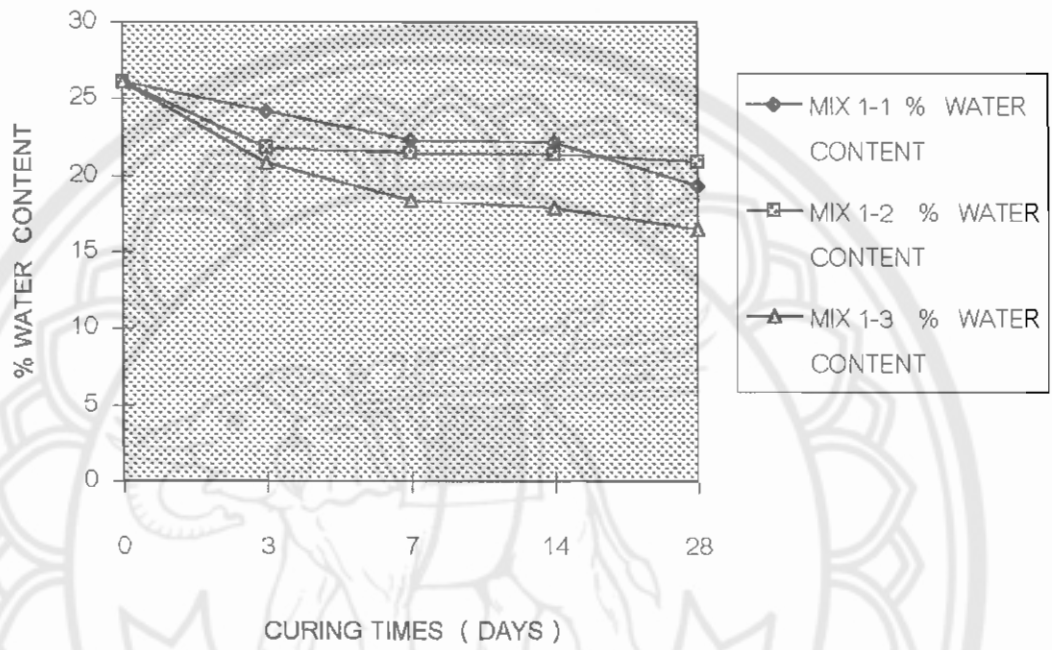 30
25
20
15
10
5
0
% WATER CONTENT
0 3 7 14 28
CURING TIMES ( DAYS )
MIX 1-1 % WATER
CONTENT
MIX 1-2 % WATER
CONTENT
MIX 1-3 % WATER
CONTENT